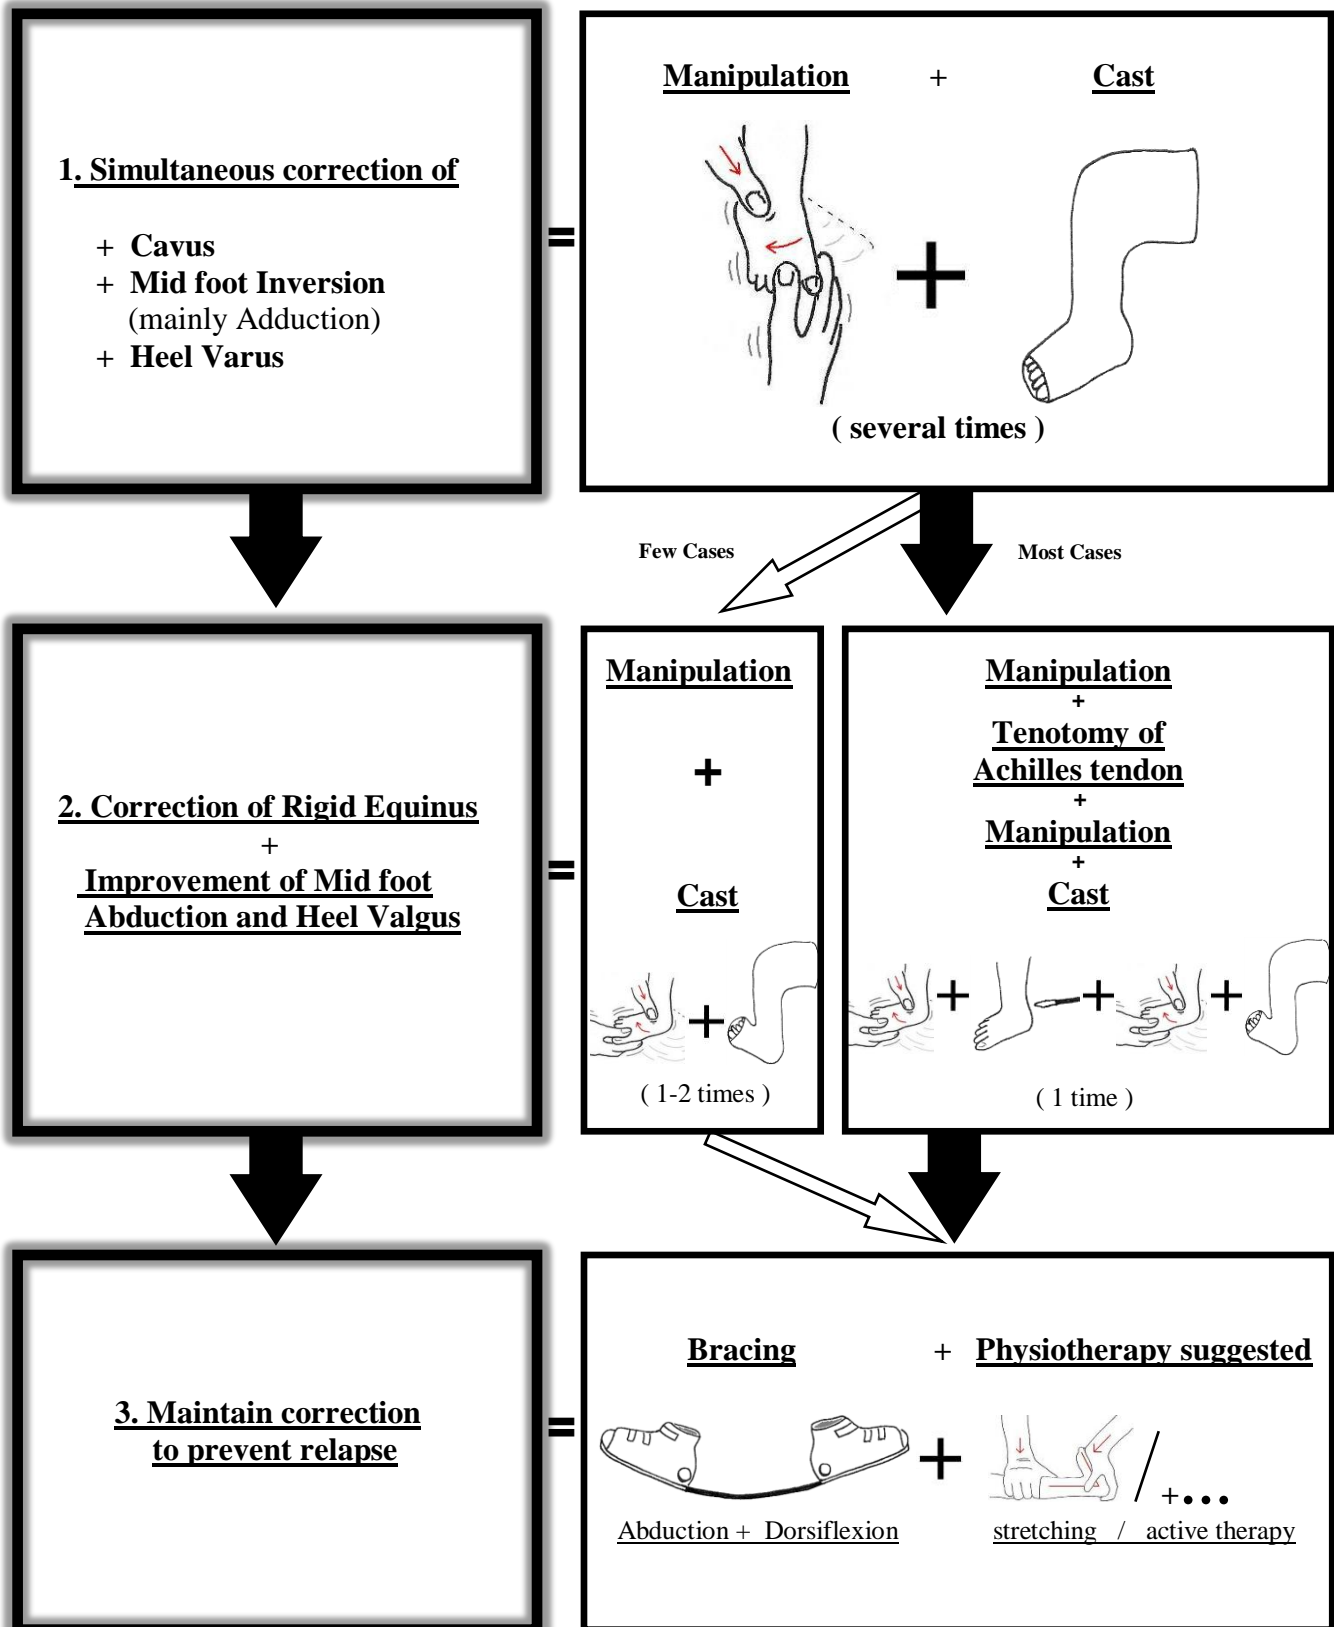 1. Simultaneous correction of
+ Cavus
+ Mid foot Inversion
(mainly Adduction)
+ Heel Varus
=
Manipulation + Cast
+
( several times )
Few Cases
Most Cases
2. Correction of Rigid Equinus
+
Improvement of Mid foot
Abduction and Heel Valgus
=
Manipulation
+
Cast
+
( 1-2 times )
Manipulation
+
Tenotomy of
Achilles tendon
+
Manipulation
+
Cast
+ + +
( 1 time )
3. Maintain correction
to prevent relapse
=
Bracing + Physiotherapy suggested
+ / +...
Abduction + Dorsiflexion
stretching / active therapy